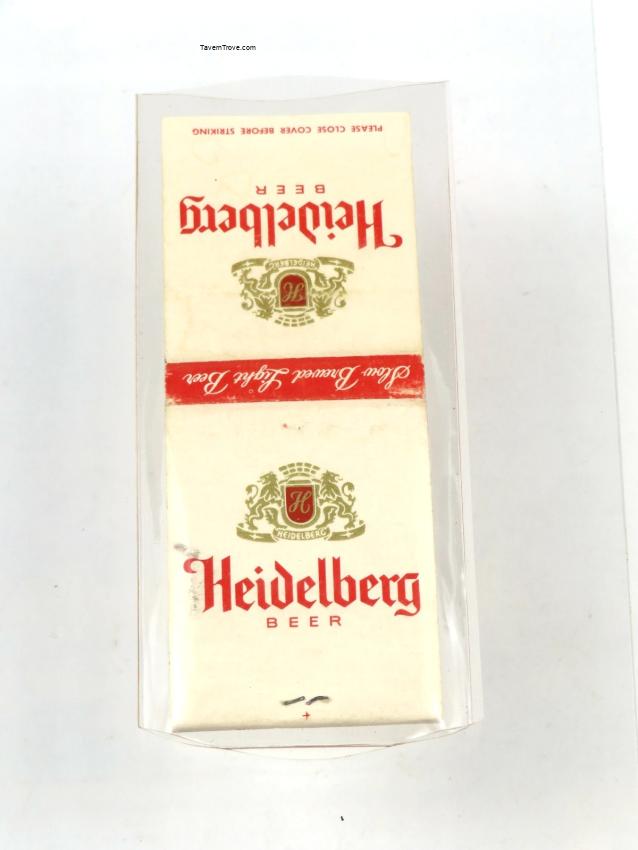 TavernTrove.com
PLEASE CLOSE COVER BEFORE STRIKING
Heidelberg
BEER
HEIDELBERG
H
Slow Brewed Light Beer
H
HEIDELBERG
Heidelberg
BEER